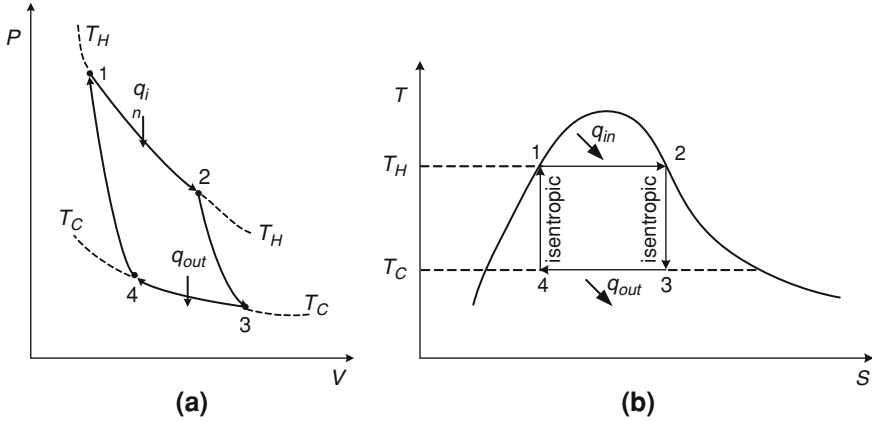 P
T_H
1
q_i
n
2
T_C
T_H
q_out
4
3
T_C
V
(a)
T
q_in
1
2
T_H
isentropic
isentropic
T_C
4
3
q_out
S
(b)